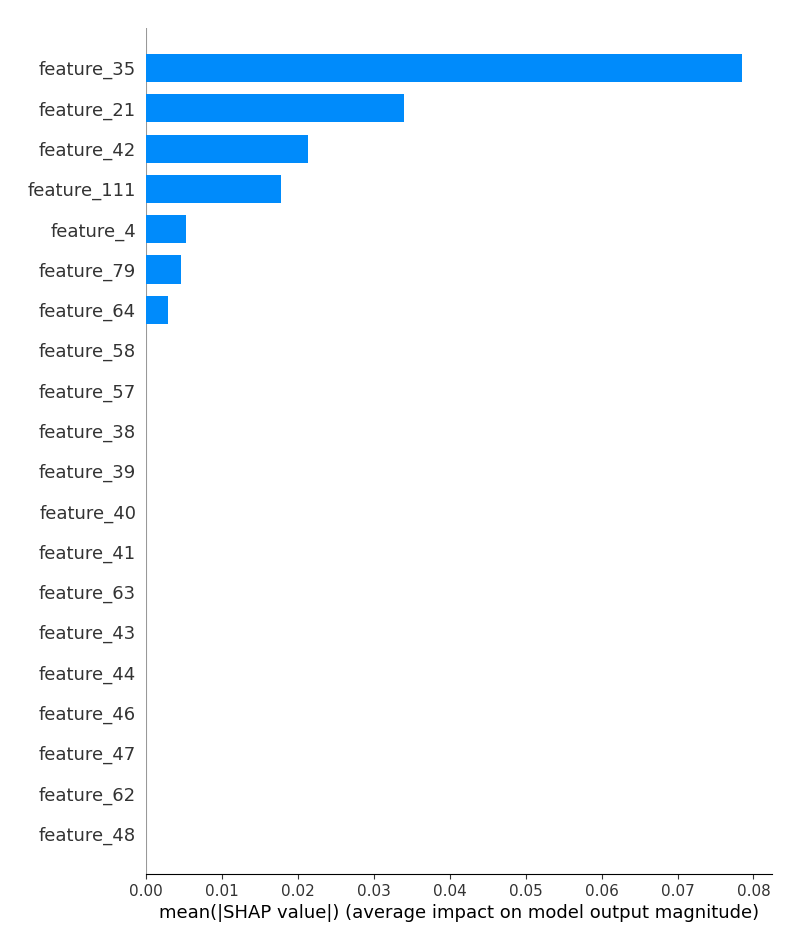 feature_35
feature_21
feature_42
feature_111
feature_4
feature_79
feature_64
feature_58
feature_57
feature_38
feature_39
feature_40
feature_41
feature_63
feature_43
feature_44
feature_46
feature_47
feature_62
feature_48
0.00 0.01 0.02 0.03 0.04 0.05 0.06 0.07 0.08
mean(|SHAP value|) (average impact on model output magnitude)